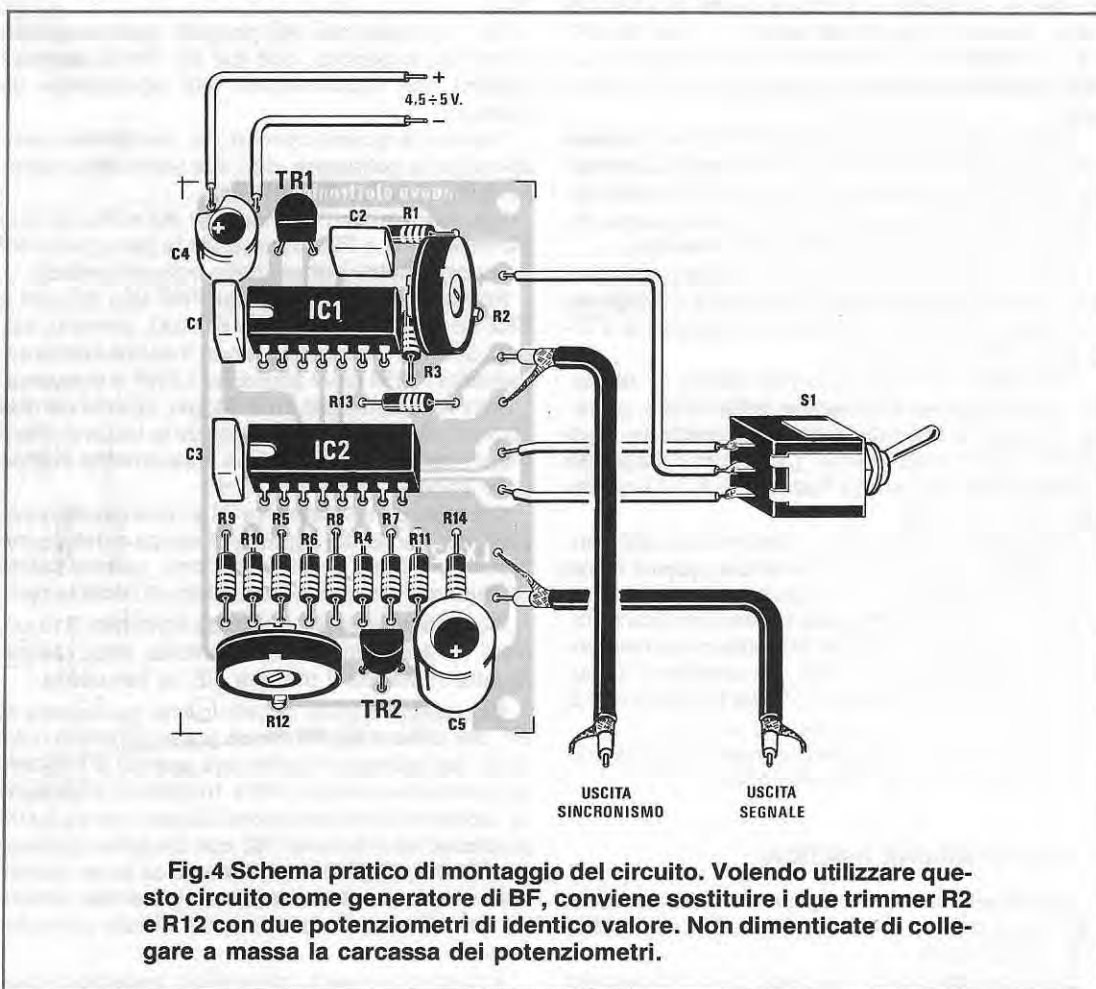 +
4,5÷5 V.
−
nuova elettronica
TR1
C2
R1
C4
+
C1
IC1
R2
R3
R13
S1
C3
IC2
R9
R5
R8
R7
R14
R10
R6
R4
R11
+
R12
TR2
C5
USCITA
SINCRONISMO
USCITA
SEGNALE
Fig.4 Schema pratico di montaggio del circuito. Volendo utilizzare que-
sto circuito come generatore di BF, conviene sostituire i due trimmer R2
e R12 con due potenziometri di identico valore. Non dimenticate di colle-
gare a massa la carcassa dei potenziometri.